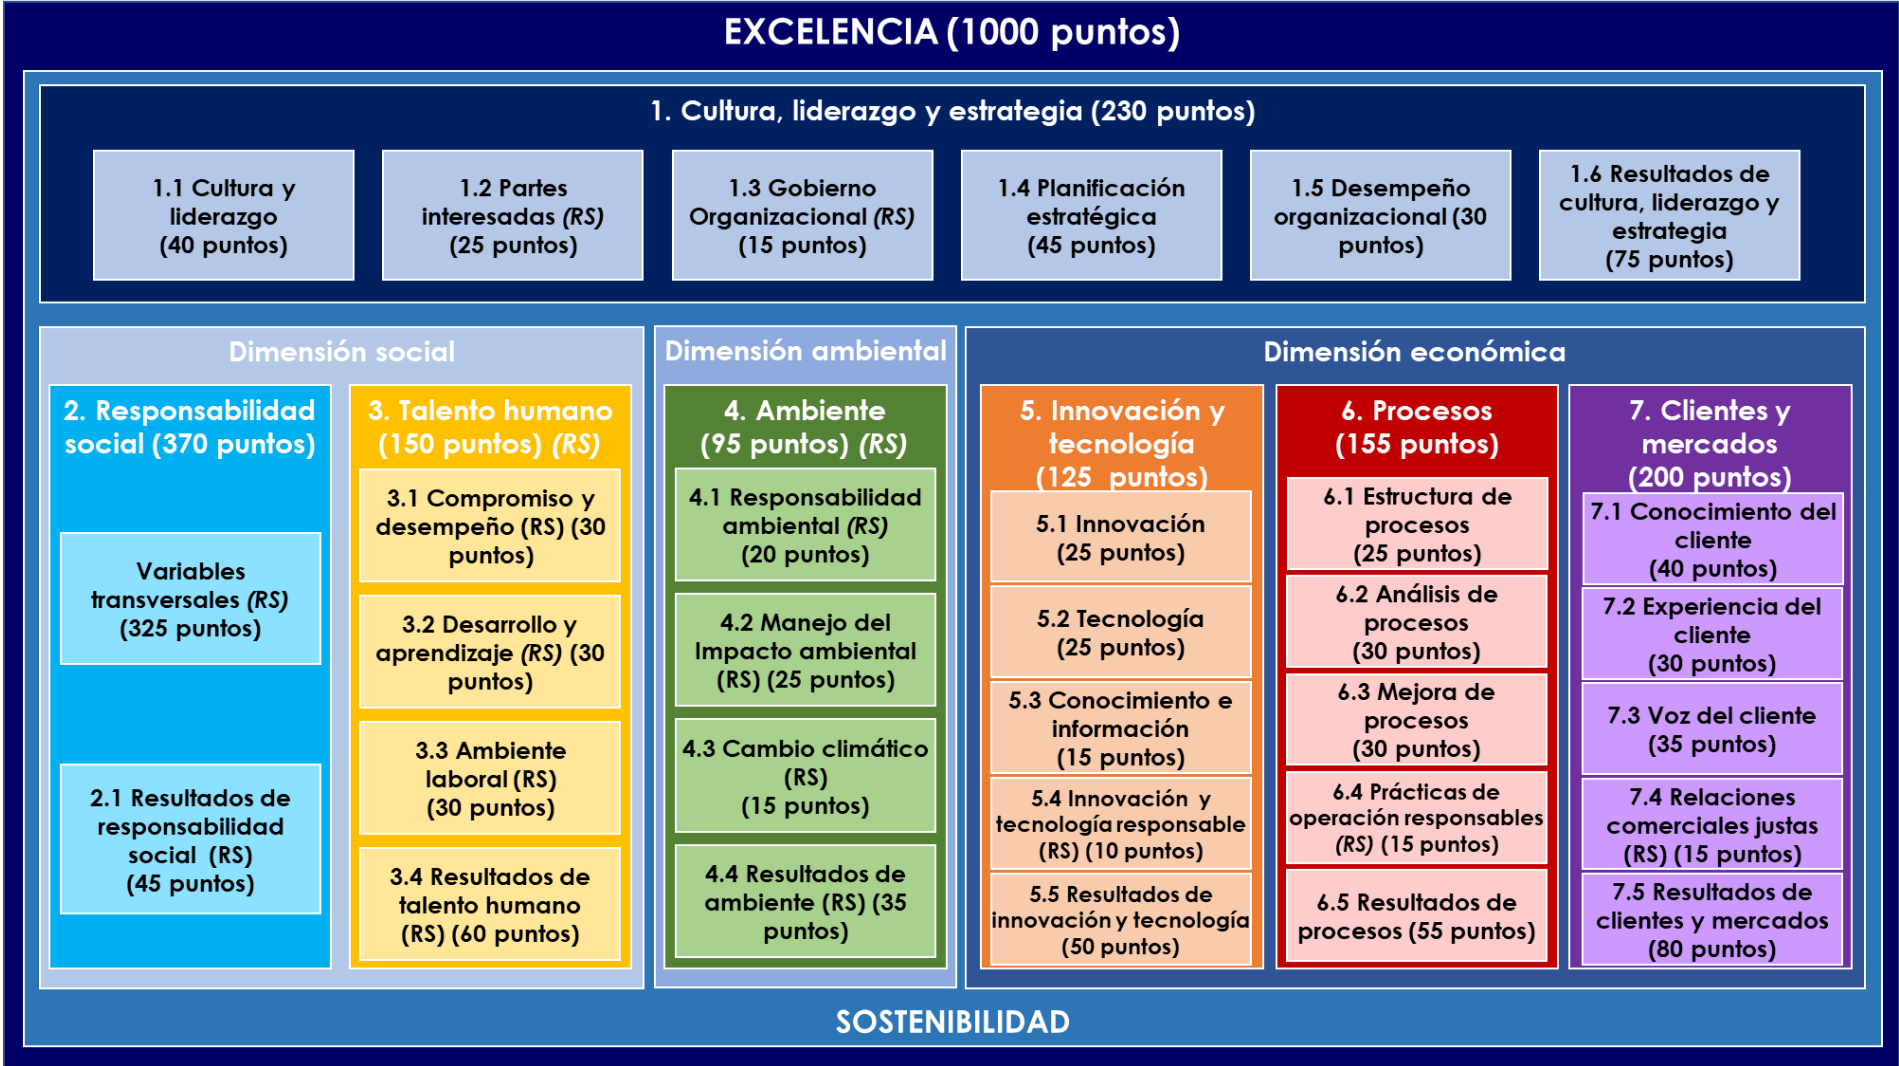 EXCELENCIA (1000 puntos)
1. Cultura, liderazgo y estrategia (230 puntos)
1.1 Cultura y
liderazgo
(40 puntos)
1.2 Partes
interesadas (RS)
(25 puntos)
1.3 Gobierno
Organizacional (RS)
(15 puntos)
1.4 Planificación
estratégica
(45 puntos)
1.5 Desempeño
organizacional (30
puntos)
1.6 Resultados de
cultura, liderazgo y
estrategia
(75 puntos)
Dimensión social
2. Responsabilidad
social (370 puntos)
Variables
transversales (RS)
(325 puntos)
2.1 Resultados de
responsabilidad
social (RS)
(45 puntos)
3. Talento humano
(150 puntos) (RS)
3.1 Compromiso y
desempeño (RS) (30
puntos)
3.2 Desarrollo y
aprendizaje (RS) (30
puntos)
3.3 Ambiente
laboral (RS)
(30 puntos)
3.4 Resultados de
talento humano
(RS) (60 puntos)
Dimensión ambiental
4. Ambiente
(95 puntos) (RS)
4.1 Responsabilidad
ambiental (RS)
(20 puntos)
4.2 Manejo del
Impacto ambiental
(RS) (25 puntos)
4.3 Cambio climático
(RS)
(15 puntos)
4.4 Resultados de
ambiente (RS) (35
puntos)
Dimensión económica
5. Innovación y
tecnología
(125 puntos)
5.1 Innovación
(25 puntos)
5.2 Tecnología
(25 puntos)
5.3 Conocimiento e
información
(15 puntos)
5.4 Innovación y
tecnología responsable
(RS) (10 puntos)
5.5 Resultados de
innovación y tecnología
(50 puntos)
6. Procesos
(155 puntos)
6.1 Estructura de
procesos
(25 puntos)
6.2 Análisis de
procesos
(30 puntos)
6.3 Mejora de
procesos
(30 puntos)
6.4 Prácticas de
operación responsables
(RS) (15 puntos)
6.5 Resultados de
procesos (55 puntos)
7. Clientes y
mercados
(200 puntos)
7.1 Conocimiento del
cliente
(40 puntos)
7.2 Experiencia del
cliente
(30 puntos)
7.3 Voz del cliente
(35 puntos)
7.4 Relaciones
comerciales justas
(RS) (15 puntos)
7.5 Resultados de
clientes y mercados
(80 puntos)
SOSTENIBILIDAD